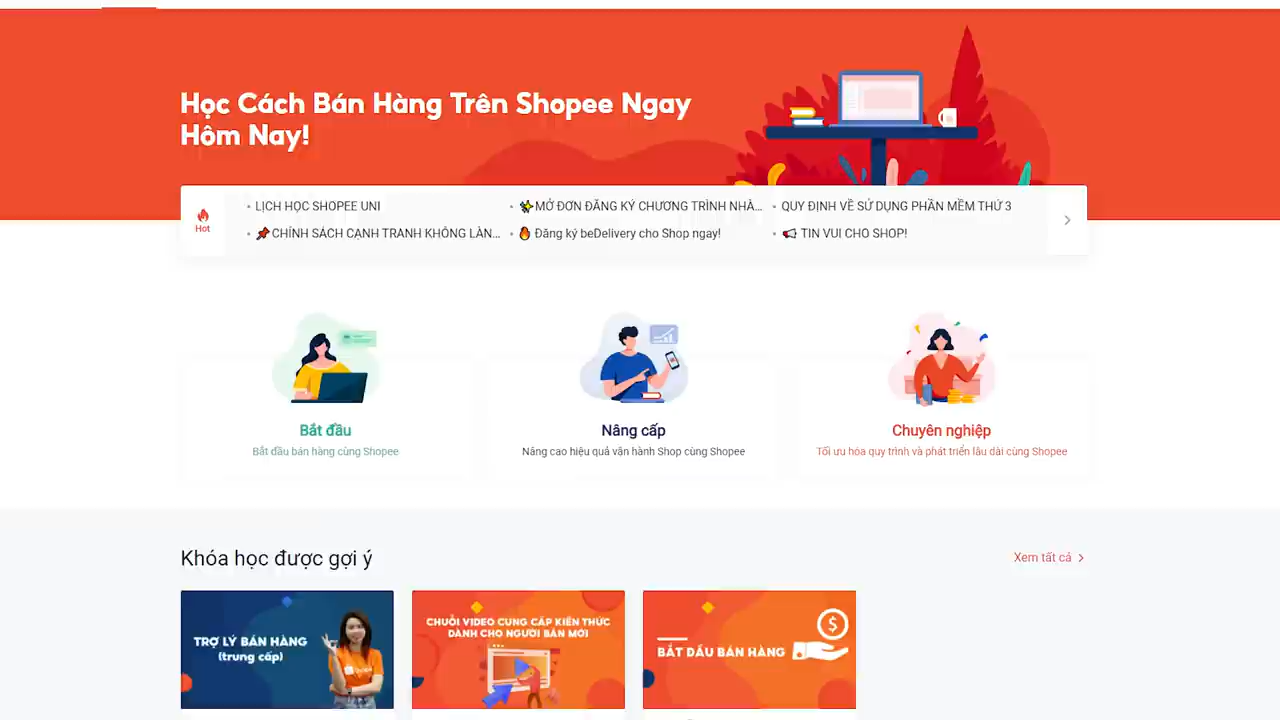 Học Cách Bán Hàng Trên Shopee Ngay
Hôm Nay!
Hot
LỊCH HỌC SHOPEE UNI
✨MỞ ĐƠN ĐĂNG KÝ CHƯƠNG TRÌNH NHÀ...
QUY ĐỊNH VỀ SỬ DỤNG PHẦN MỀM THỨ 3
📌CHÍNH SÁCH CẠNH TRANH KHÔNG LÀN...
🔥 Đăng ký beDelivery cho Shop ngay!
📢 TIN VUI CHO SHOP!
Bắt đầu
Bắt đầu bán hàng cùng Shopee
Nâng cấp
Nâng cao hiệu quả vận hành Shop cùng Shopee
Chuyên nghiệp
Tối ưu hóa quy trình và phát triển lâu dài cùng Shopee
Khóa học được gợi ý
Xem tất cả
TRỢ LÝ BÁN HÀNG
(trung cấp)
CHUỖI VIDEO CUNG CẤP KIẾN THỨC
DÀNH CHO NGƯỜI BÁN MỚI
BẮT ĐẦU BÁN HÀNG